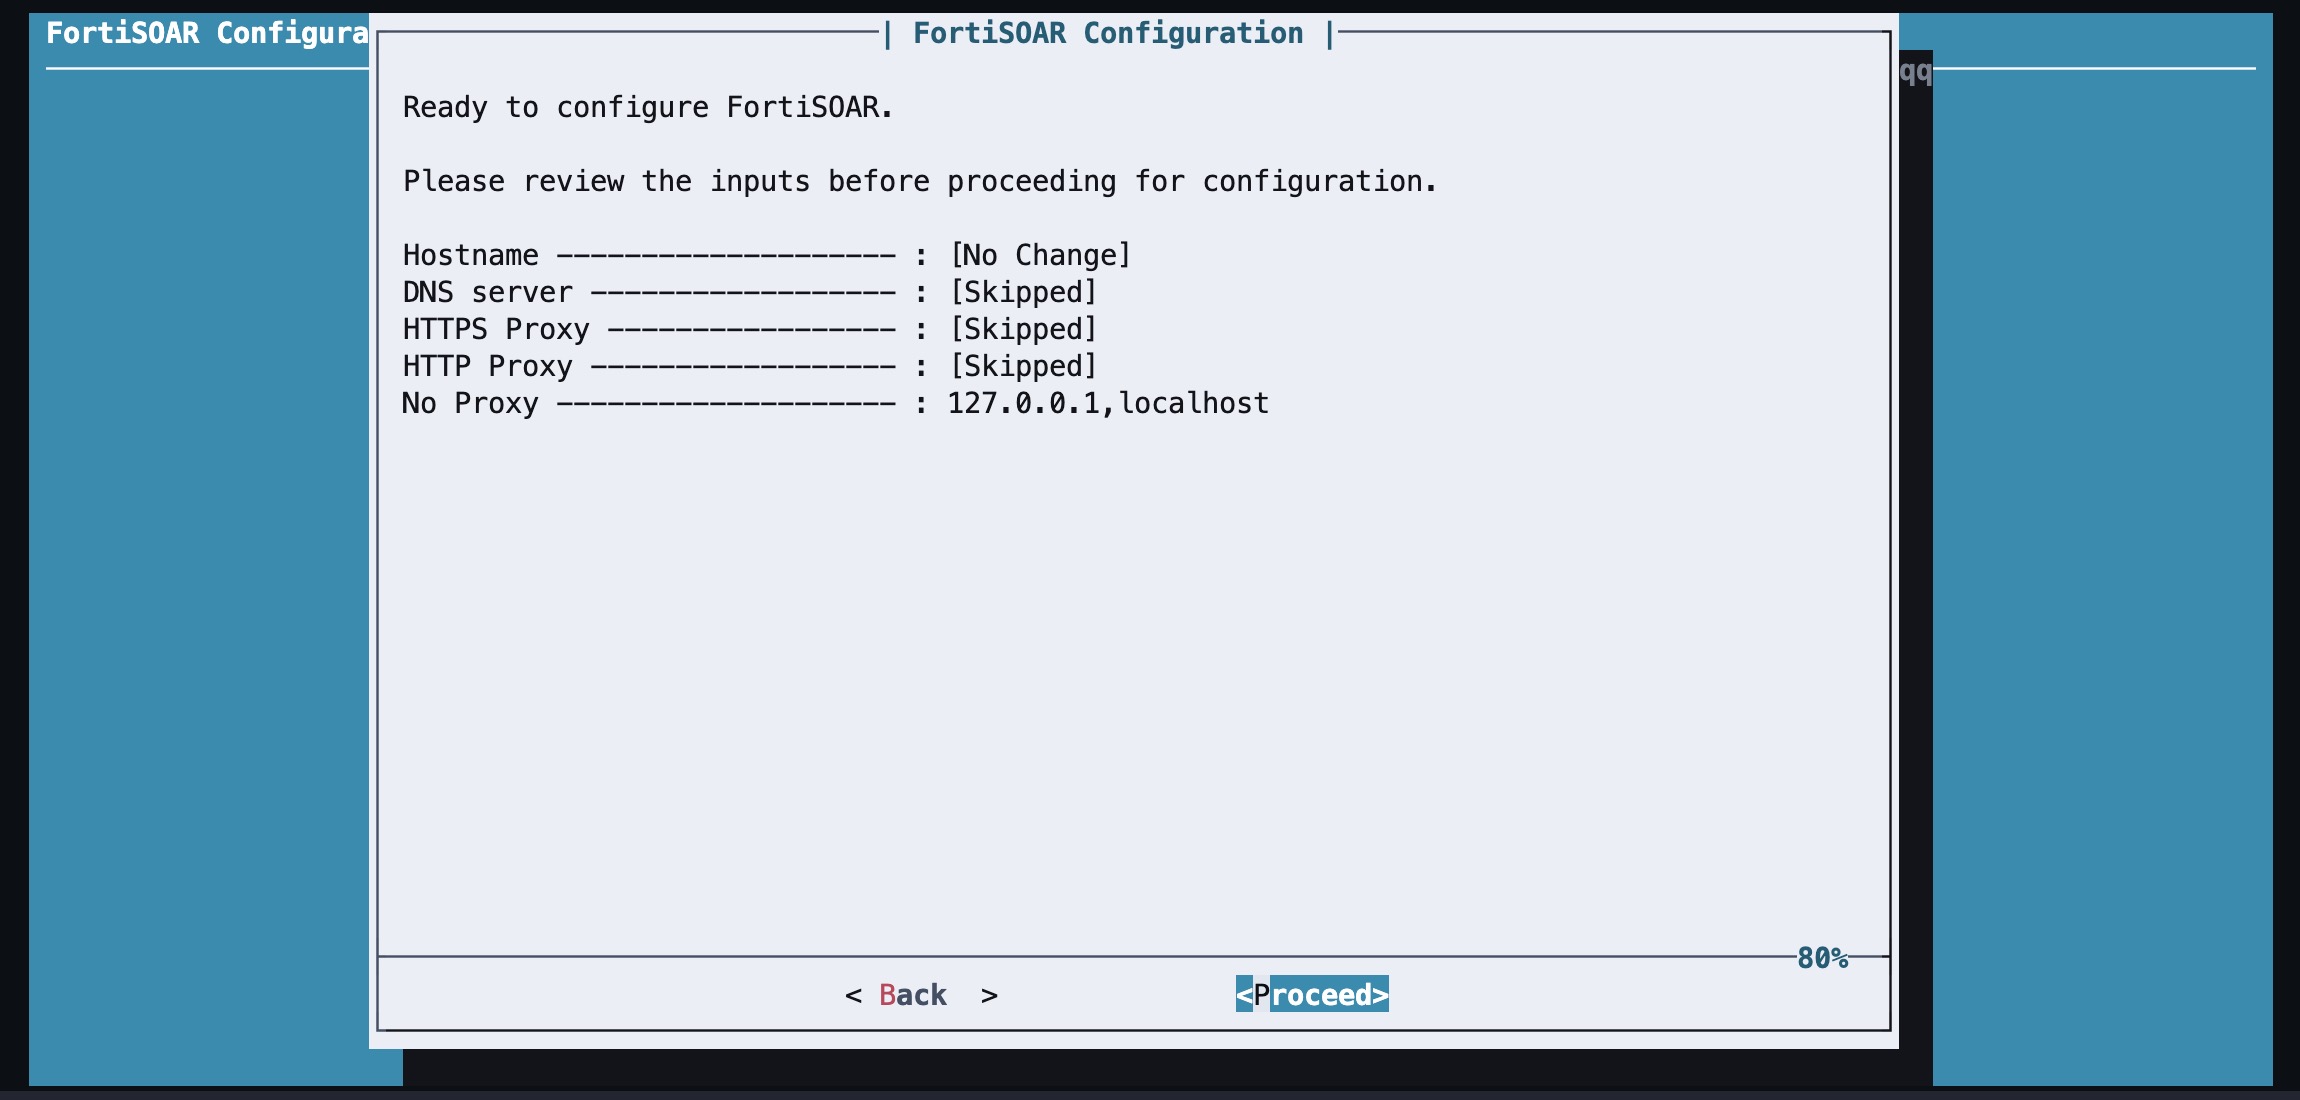 FortiSOAR Configura
| FortiSOAR Configuration |
qq
Ready to configure FortiSOAR.
Please review the inputs before proceeding for configuration.
Hostname -------------------- : [No Change]
DNS server ------------------ : [Skipped]
HTTPS Proxy ----------------- : [Skipped]
HTTP Proxy ------------------ : [Skipped]
No Proxy -------------------- : 127.0.0.1,localhost
80%
< Back  > <Proceed>